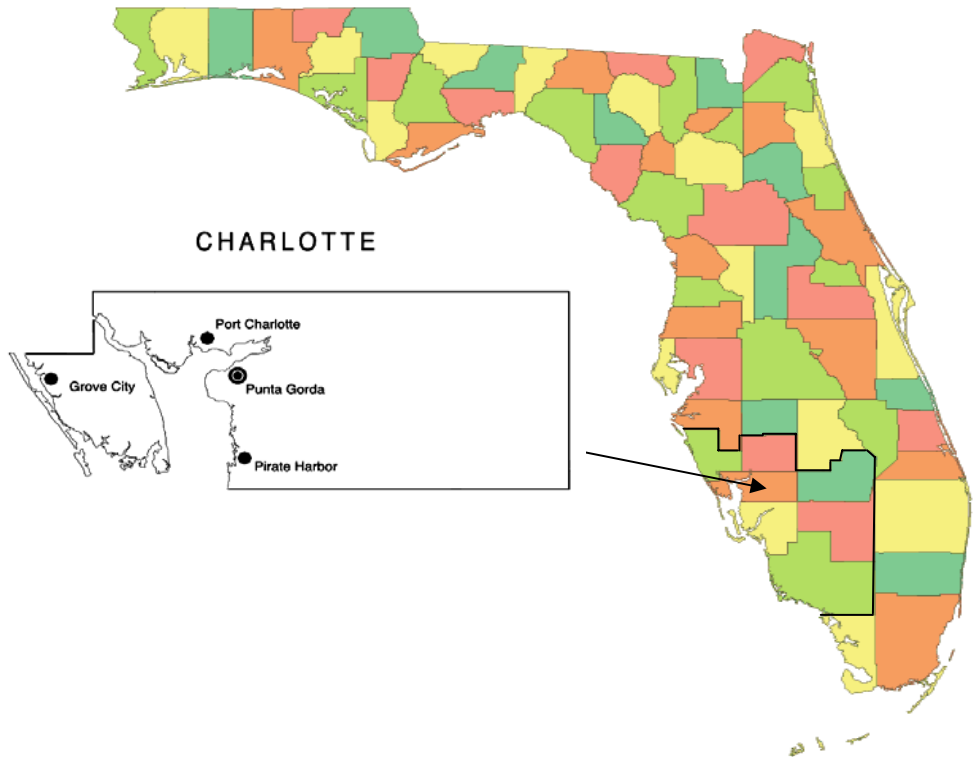 CHARLOTTE
Port Charlotte
Grove City
Punta Gorda
Pirate Harbor